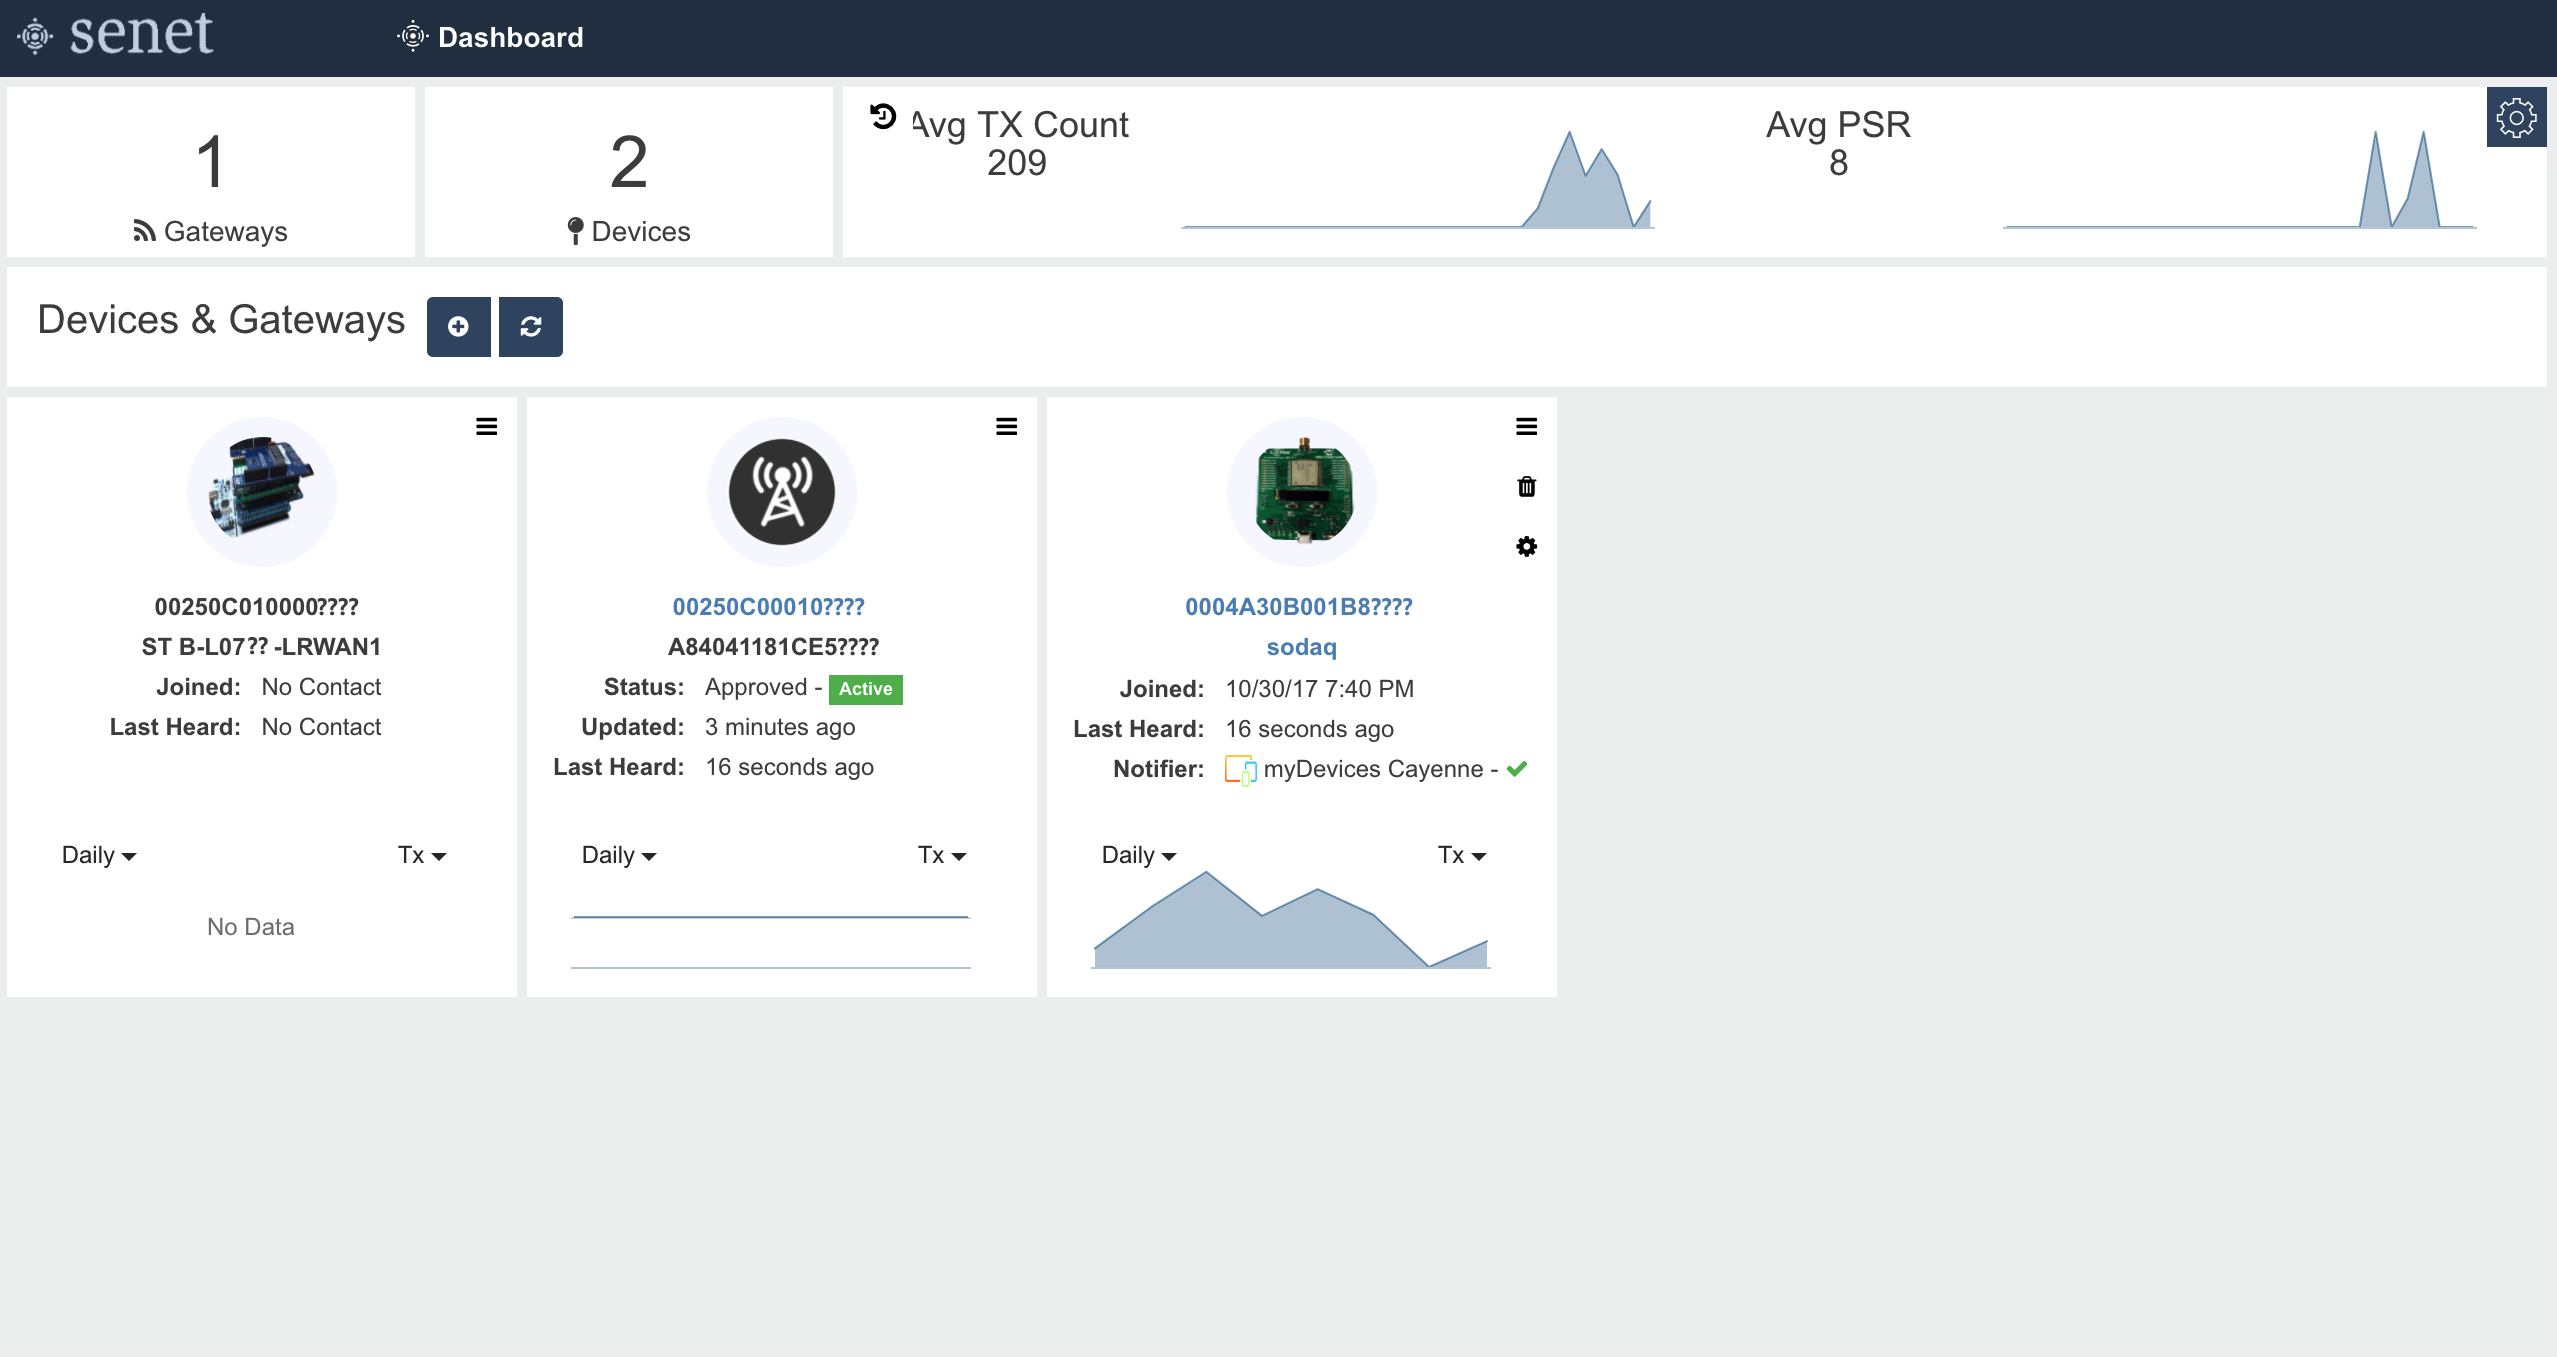 senet
Dashboard
1
Gateways
2
Devices
Avg TX Count
209
Avg PSR
8
Devices & Gateways
00250C010000????
ST B-L07?? -LRWAN1
Joined: No Contact
Last Heard: No Contact
Daily Tx
No Data
00250C00010????
A84041181CE5????
Status: Approved - Active
Updated: 3 minutes ago
Last Heard: 16 seconds ago
Daily Tx
0004A30B001B8????
sodaq
Joined: 10/30/17 7:40 PM
Last Heard: 16 seconds ago
Notifier: myDevices Cayenne -
Daily Tx